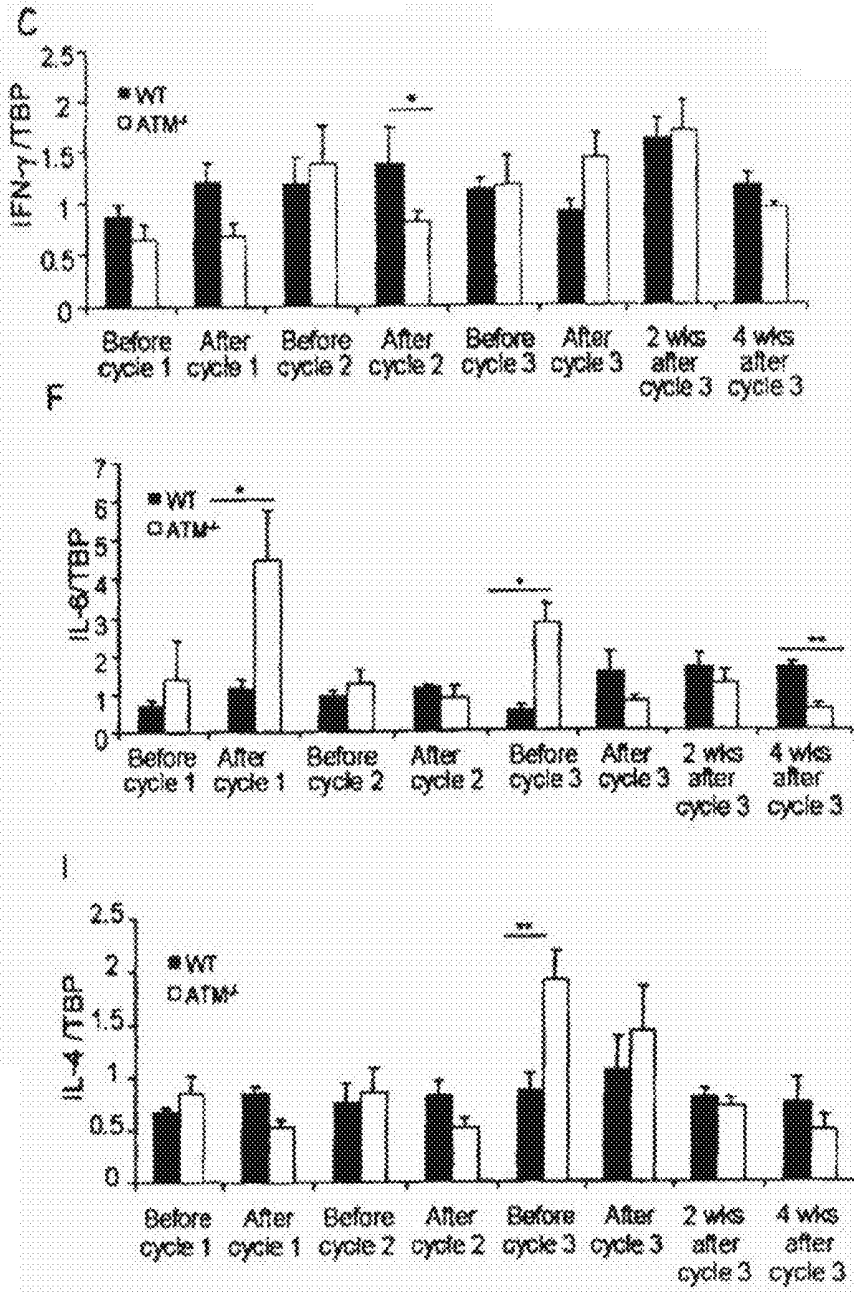 C
IFN-γ/TBP
2.5
2
1.5
1
0.5
0
WT
ATM-/-
*
Before cycle 1
After cycle 1
Before cycle 2
After cycle 2
Before cycle 3
After cycle 3
2 wks after cycle 3
4 wks after cycle 3
F
IL-6/TBP
7
6
5
4
3
2
1
0
WT
ATM-/-
*
*
**
Before cycle 1
After cycle 1
Before cycle 2
After cycle 2
Before cycle 3
After cycle 3
2 wks after cycle 3
4 wks after cycle 3
I
IL-4/TBP
2.5
2
1.5
1
0.5
0
WT
ATM-/-
**
Before cycle 1
After cycle 1
Before cycle 2
After cycle 2
Before cycle 3
After cycle 3
2 wks after cycle 3
4 wks after cycle 3